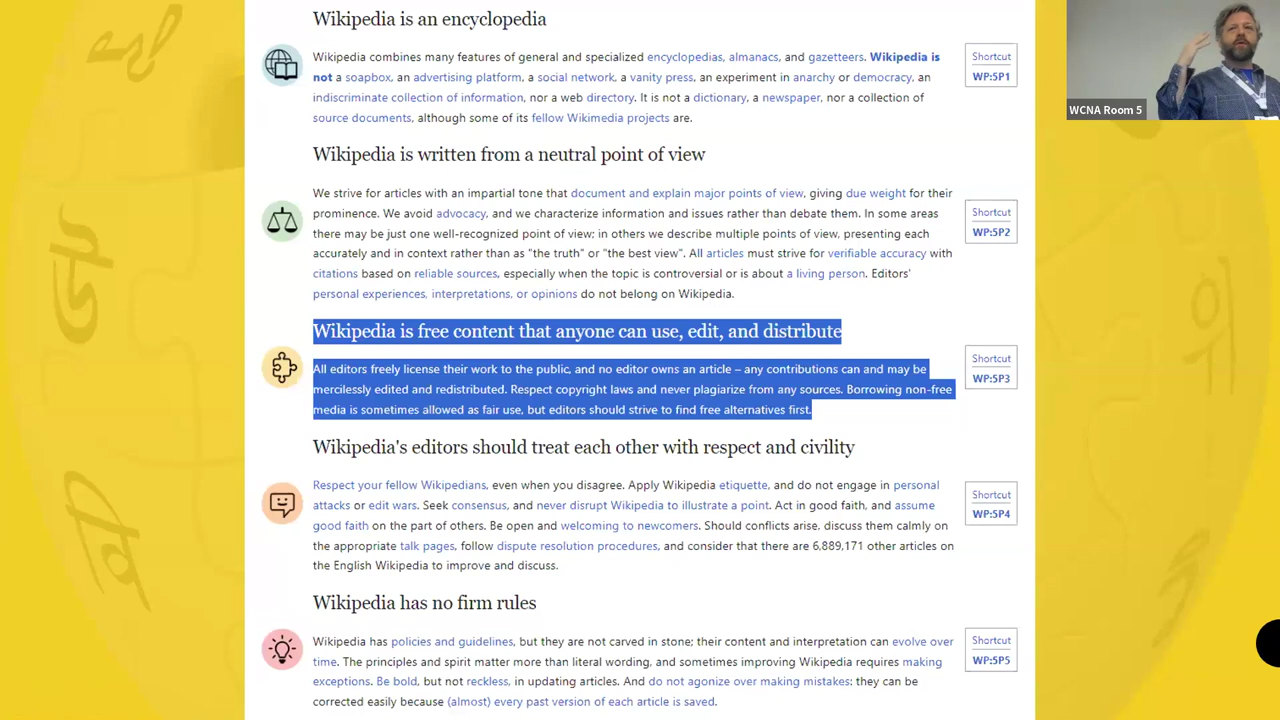 Wikipedia is an encyclopedia
Wikipedia combines many features of general and specialized encyclopedias, almanacs, and gazetteers. Wikipedia is
not a soapbox, an advertising platform, a social network, a vanity press, an experiment in anarchy or democracy, an
indiscriminate collection of information, nor a web directory. It is not a dictionary, a newspaper, nor a collection of
source documents, although some of its fellow Wikimedia projects are.
Shortcut
WP:5P1
WCNA Room 5
Wikipedia is written from a neutral point of view
We strive for articles with an impartial tone that document and explain major points of view, giving due weight for their
prominence. We avoid advocacy, and we characterize information and issues rather than debate them. In some areas
there may be just one well-recognized point of view; in others we describe multiple points of view, presenting each
accurately and in context rather than as "the truth" or "the best view". All articles must strive for verifiable accuracy with
citations based on reliable sources, especially when the topic is controversial or is about a living person. Editors'
personal experiences, interpretations, or opinions do not belong on Wikipedia.
Shortcut
WP:5P2
Wikipedia is free content that anyone can use, edit, and distribute
All editors freely license their work to the public, and no editor owns an article – any contributions can and may be
mercilessly edited and redistributed. Respect copyright laws and never plagiarize from any sources. Borrowing non-free
media is sometimes allowed as fair use, but editors should strive to find free alternatives first.
Shortcut
WP:5P3
Wikipedia's editors should treat each other with respect and civility
Respect your fellow Wikipedians, even when you disagree. Apply Wikipedia etiquette, and do not engage in personal
attacks or edit wars. Seek consensus, and never disrupt Wikipedia to illustrate a point. Act in good faith, and assume
good faith on the part of others. Be open and welcoming to newcomers. Should conflicts arise, discuss them calmly on
the appropriate talk pages, follow dispute resolution procedures, and consider that there are 6,889,171 other articles on
the English Wikipedia to improve and discuss.
Shortcut
WP:5P4
Wikipedia has no firm rules
Wikipedia has policies and guidelines, but they are not carved in stone; their content and interpretation can evolve over
time. The principles and spirit matter more than literal wording, and sometimes improving Wikipedia requires making
exceptions. Be bold, but not reckless, in updating articles. And do not agonize over making mistakes: they can be
corrected easily because (almost) every past version of each article is saved.
Shortcut
WP:5P5